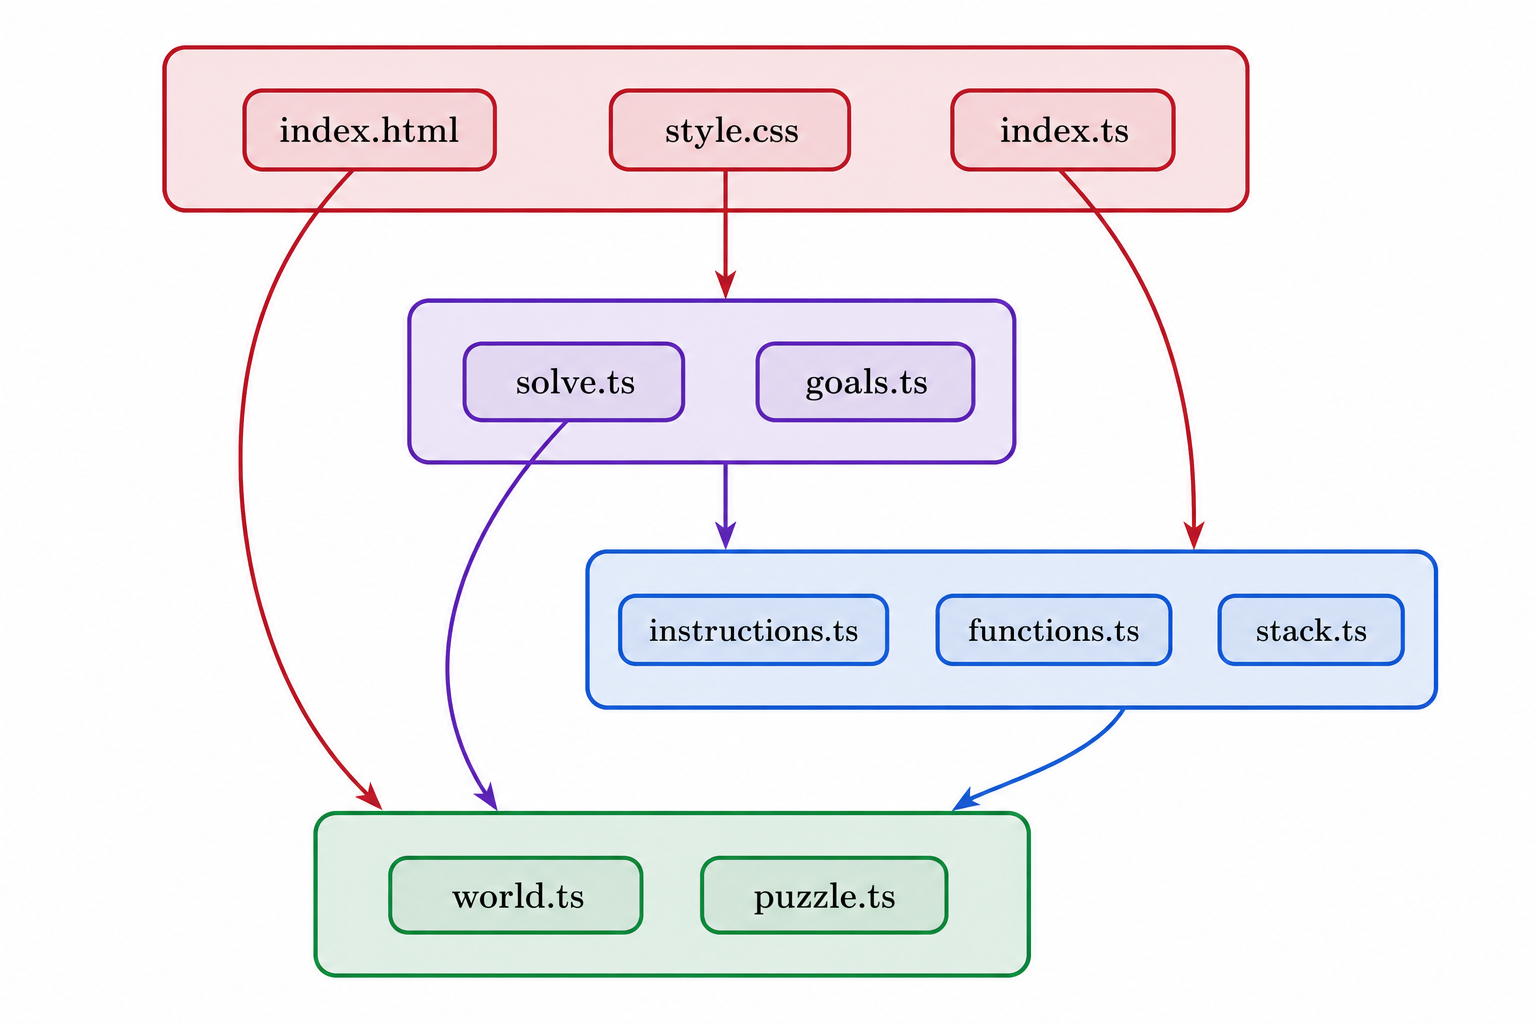 index.html
style.css
index.ts
solve.ts
goals.ts
instructions.ts
functions.ts
stack.ts
world.ts
puzzle.ts